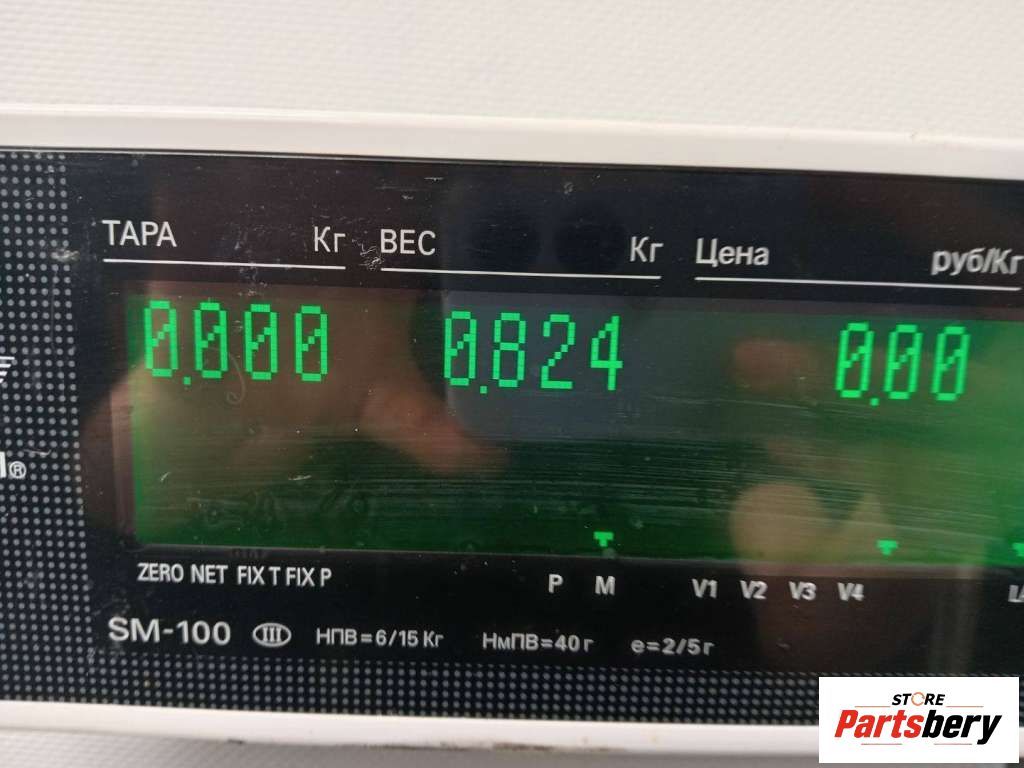 ТАРА Кг ВЕС Кг Цена руб/Кг
0.000 0.824 0.00
ZERO NET FIX T FIX P P M V1 V2 V3 V4
SM-100 III НПВ=6/15 Кг НмПВ=40 г e=2/5 г
STORE
Partsbery